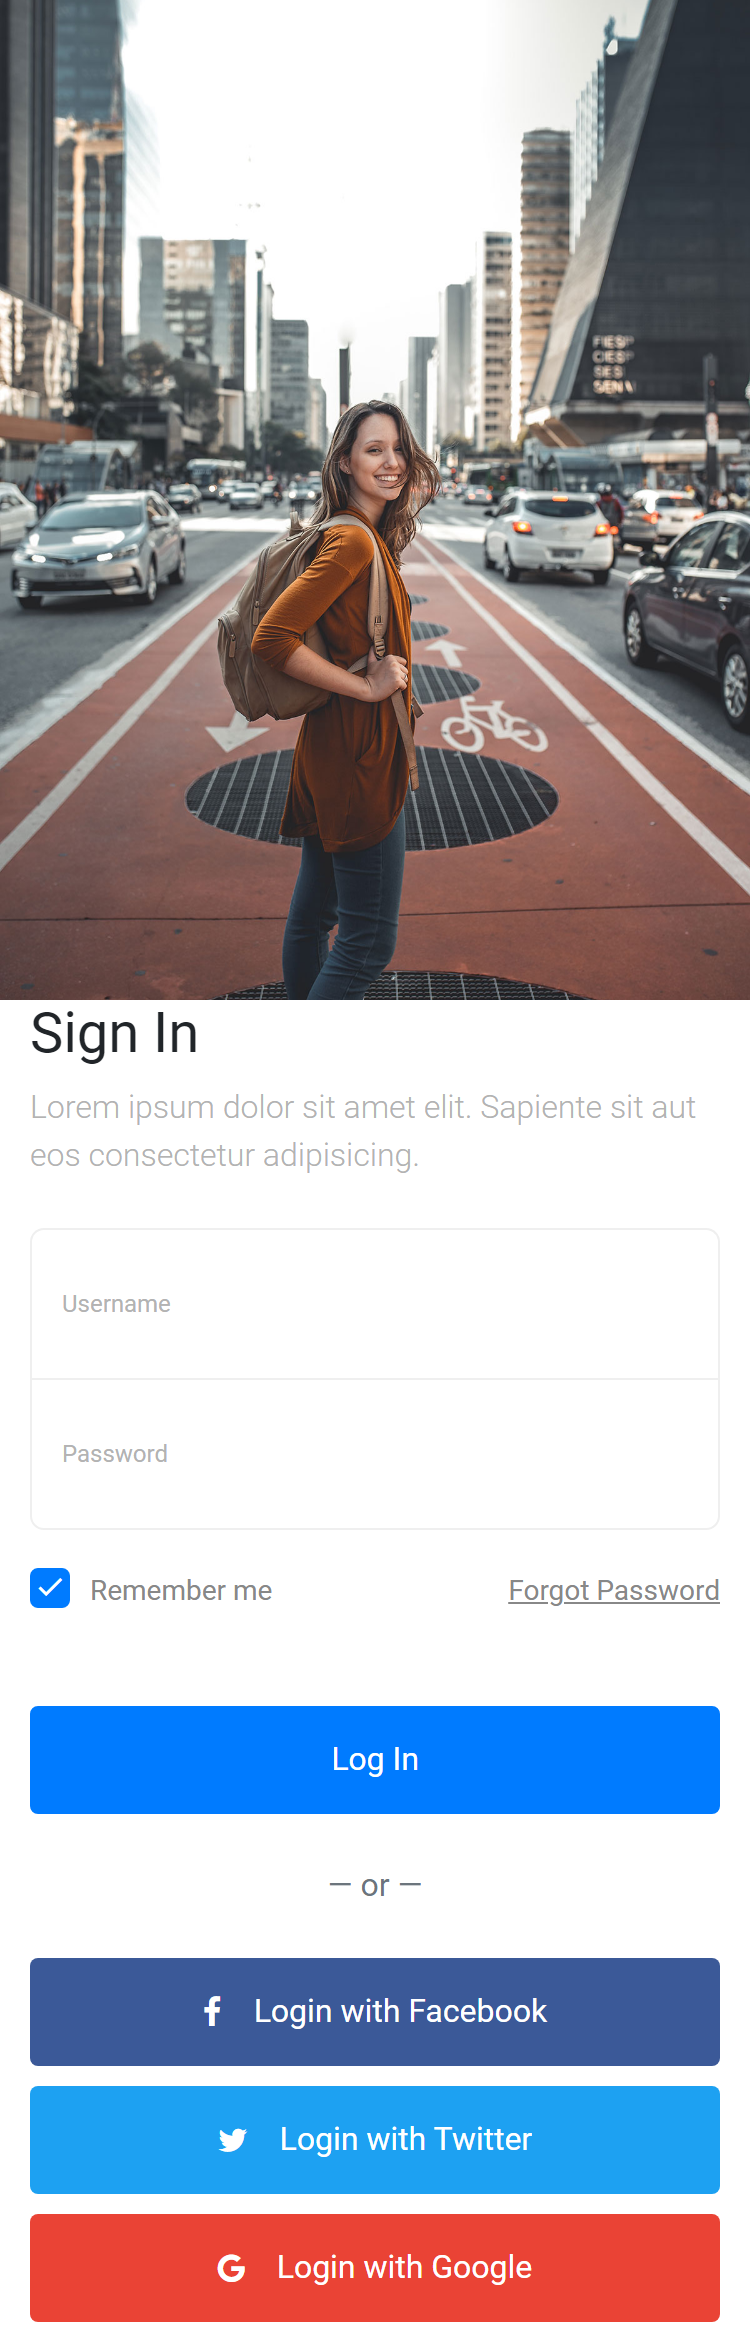 FIESP
CIESP
SESI
SENAI
Sign In
Lorem ipsum dolor sit amet elit. Sapiente sit aut
eos consectetur adipisicing.
Username
Password
Remember me
Forgot Password
Log In
— or —
Login with Facebook
Login with Twitter
Login with Google